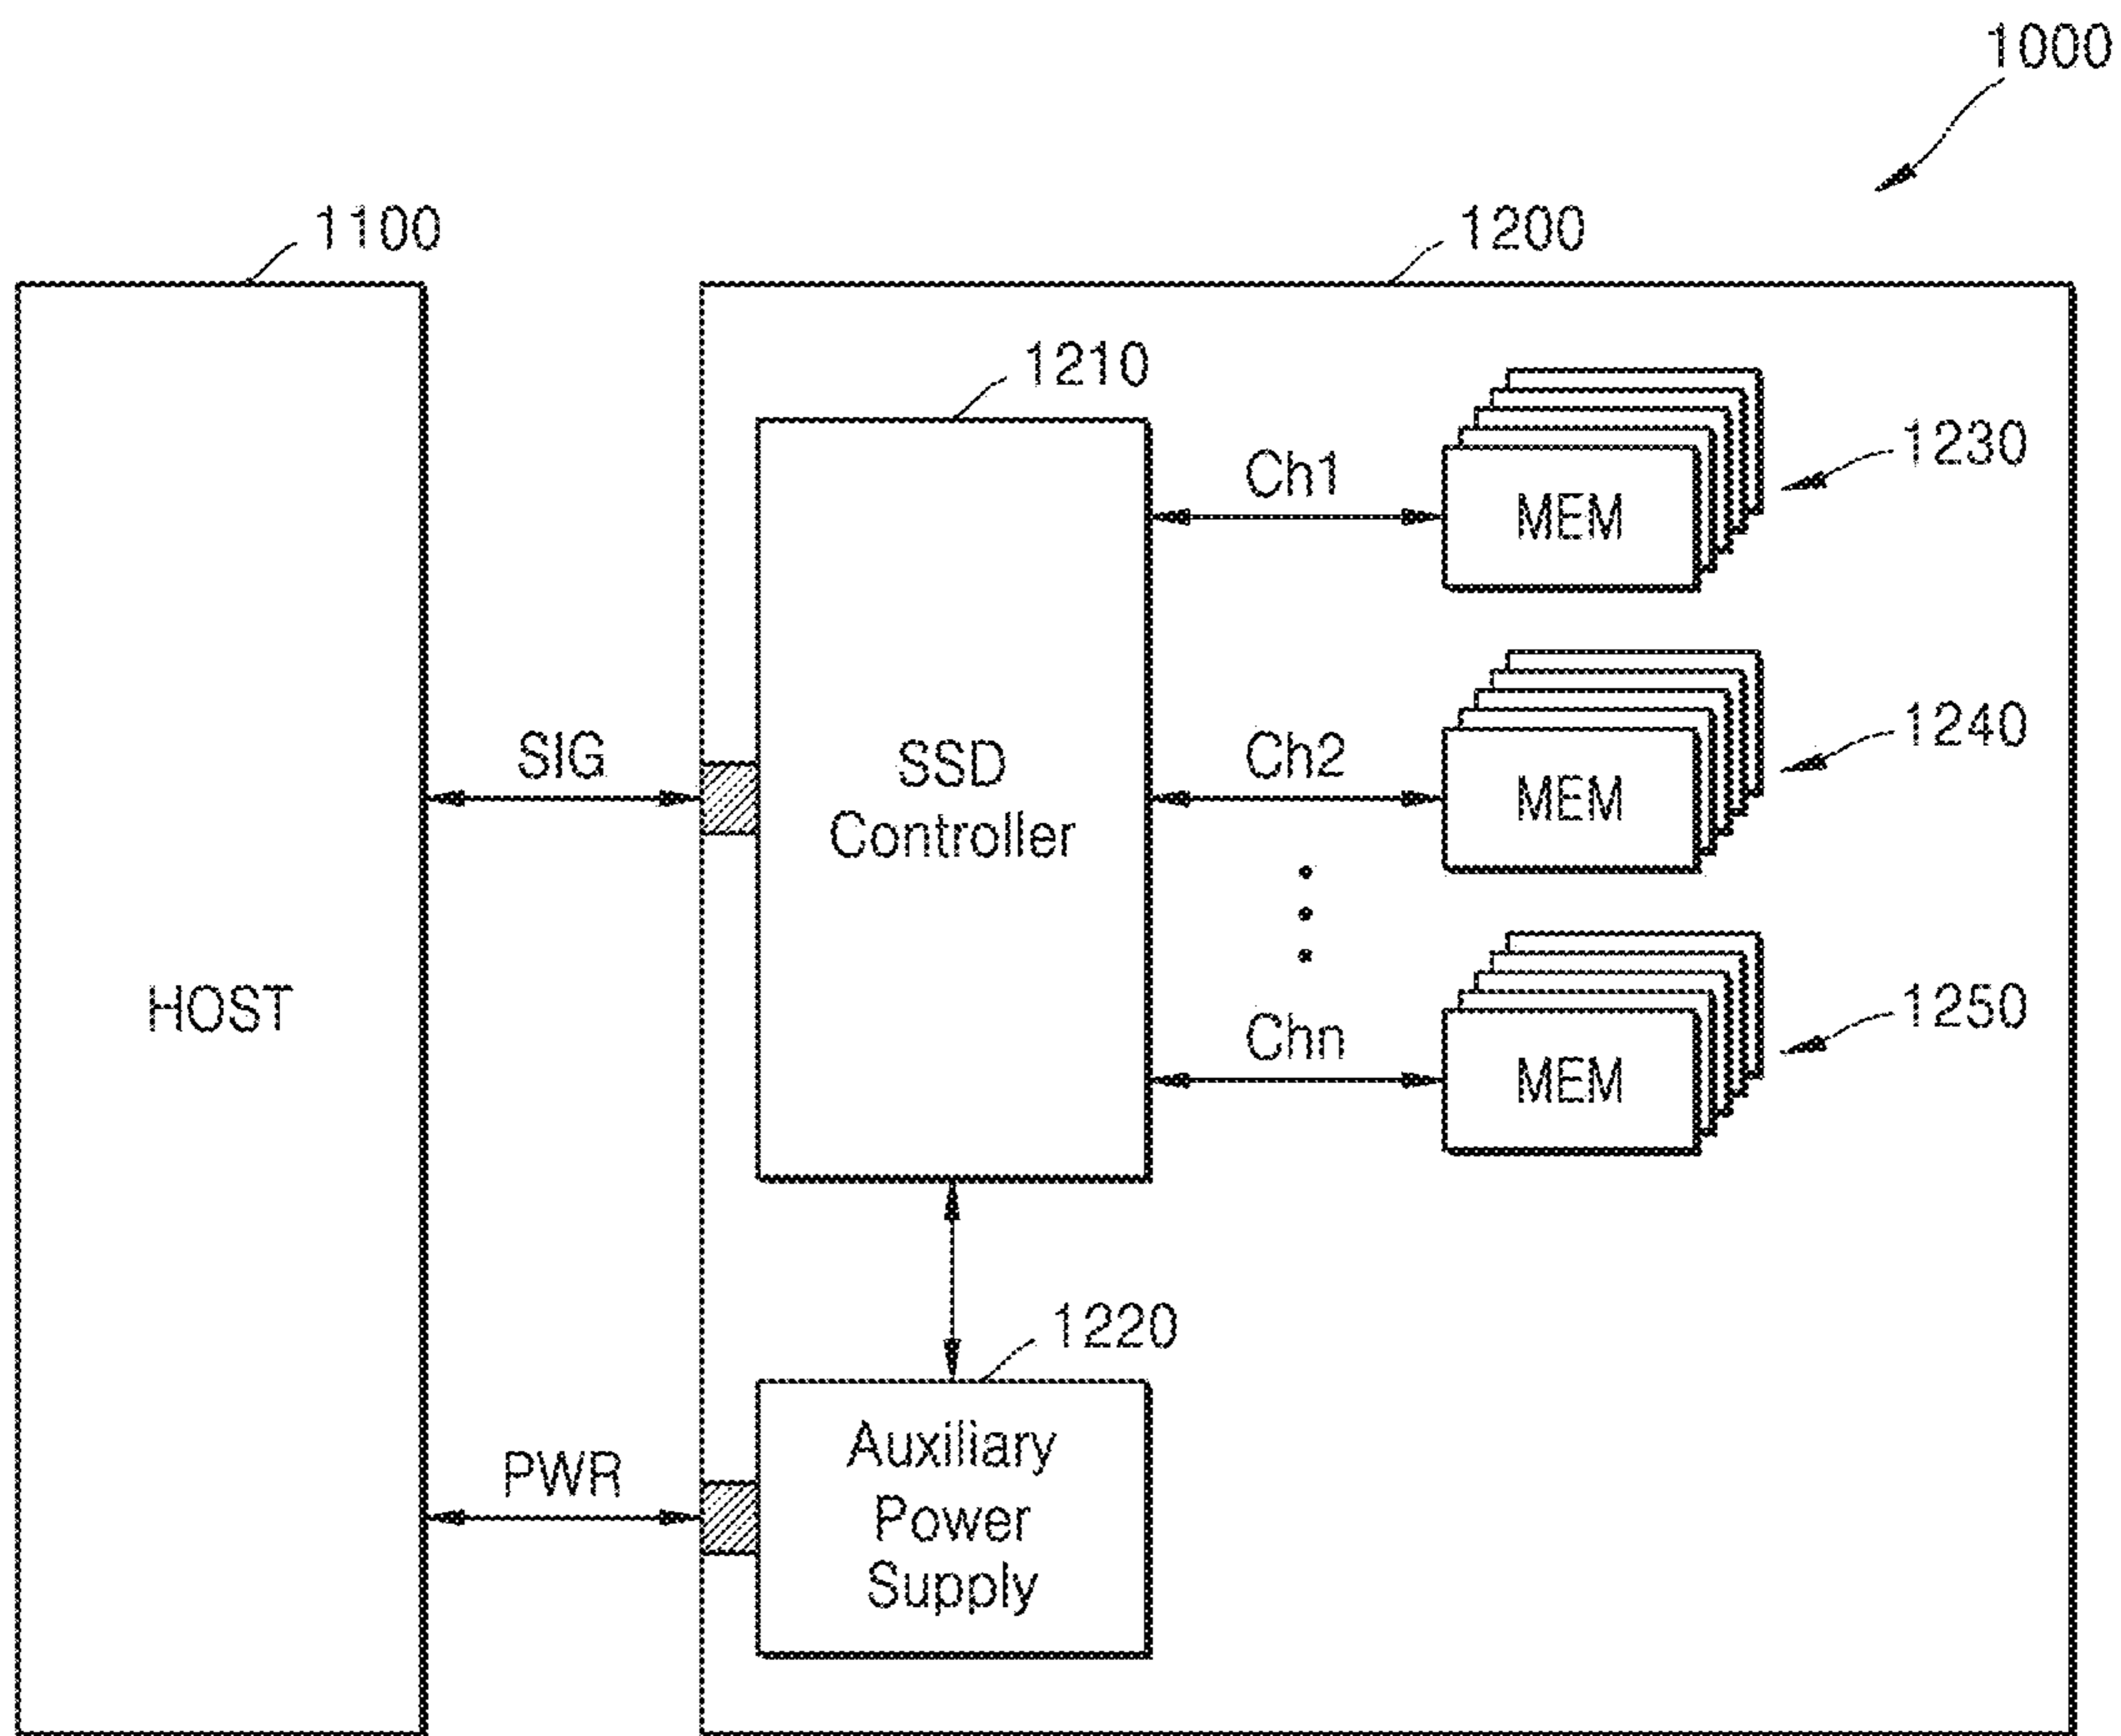 1000
1100
1200
1210
Ch1
MEM
1230
SIG
SSD
Controller
Ch2
MEM
1240
HOST
Chn
MEM
1250
1220
PWR
Auxiliary
Power
Supply